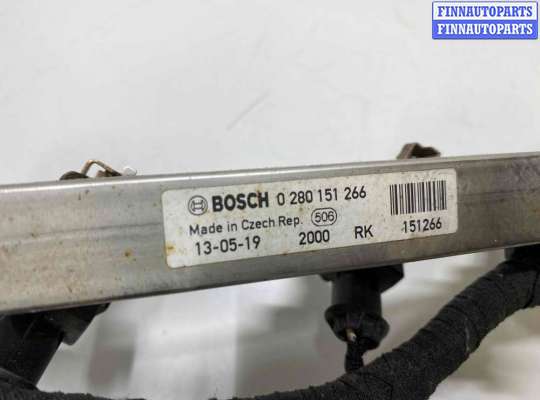 FINNAUTOPARTS
FINNAUTOPARTS
BOSCH 0 280 151 266
Made in Czech Rep. 506
13-05-19 2000 RK 151266